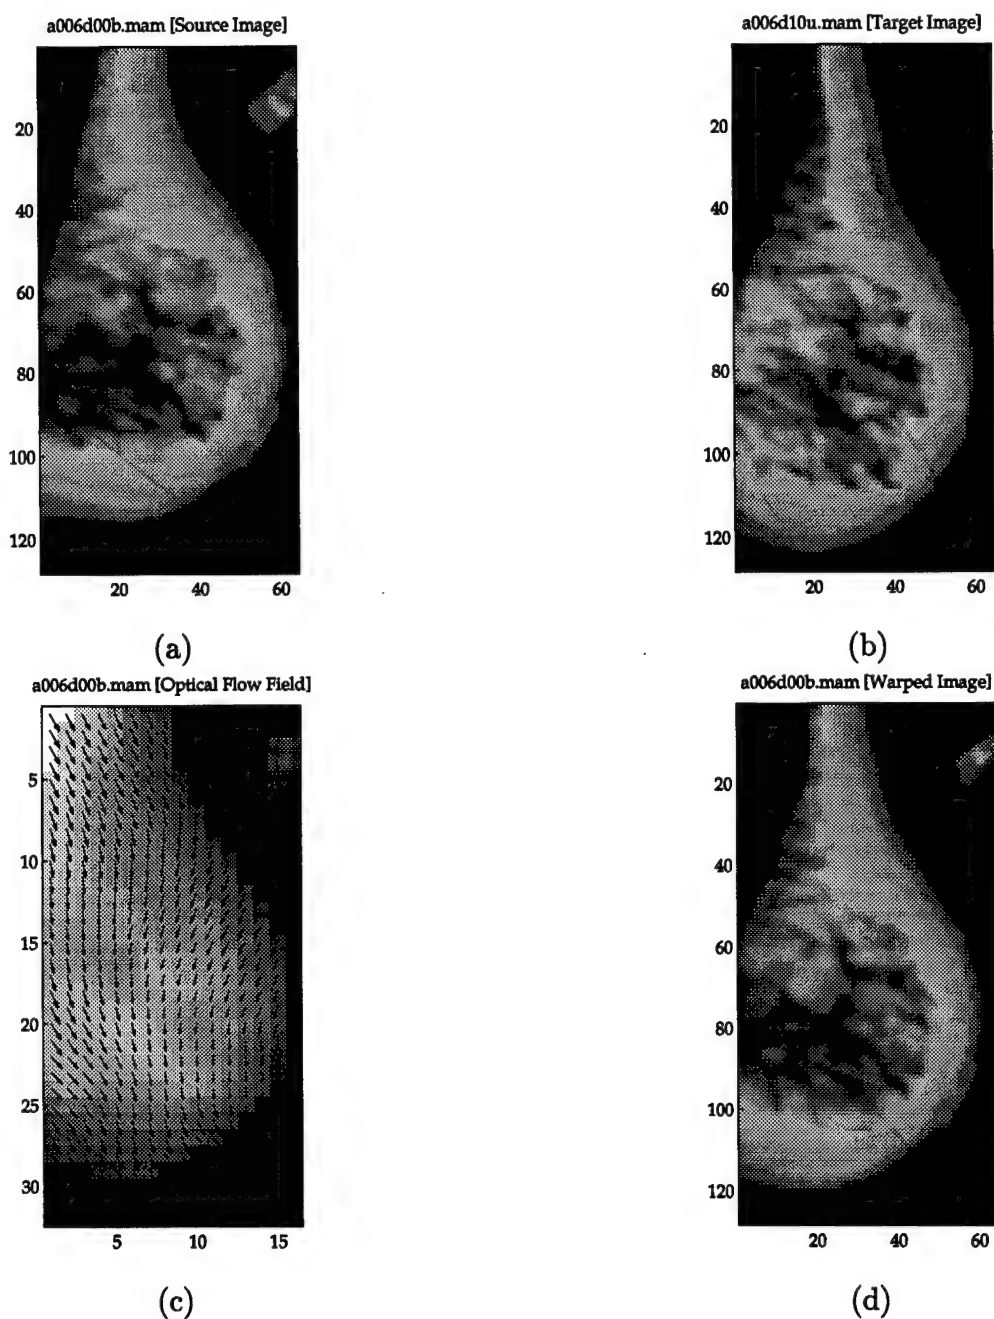 a006d00b.mam [Source Image]
20
40
60
80
100
120
20 40 60
(a)
a006d10u.mam [Target Image]
20
40
60
80
100
120
20 40 60
(b)
a006d00b.mam [Optical Flow Field]
5
10
15
20
25
30
5 10 15
(c)
a006d00b.mam [Warped Image]
20
40
60
80
100
120
20 40 60
(d)